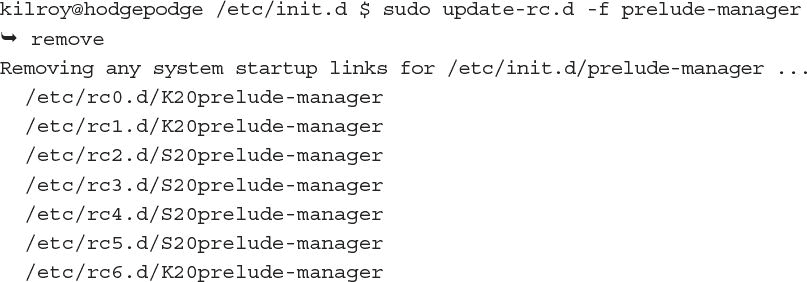 kilroy@hodgepodge /etc/init.d $ sudo update-rc.d -f prelude-manager
➥ remove
Removing any system startup links for /etc/init.d/prelude-manager ...
/etc/rc0.d/K20prelude-manager
/etc/rc1.d/K20prelude-manager
/etc/rc2.d/S20prelude-manager
/etc/rc3.d/S20prelude-manager
/etc/rc4.d/S20prelude-manager
/etc/rc5.d/S20prelude-manager
/etc/rc6.d/K20prelude-manager